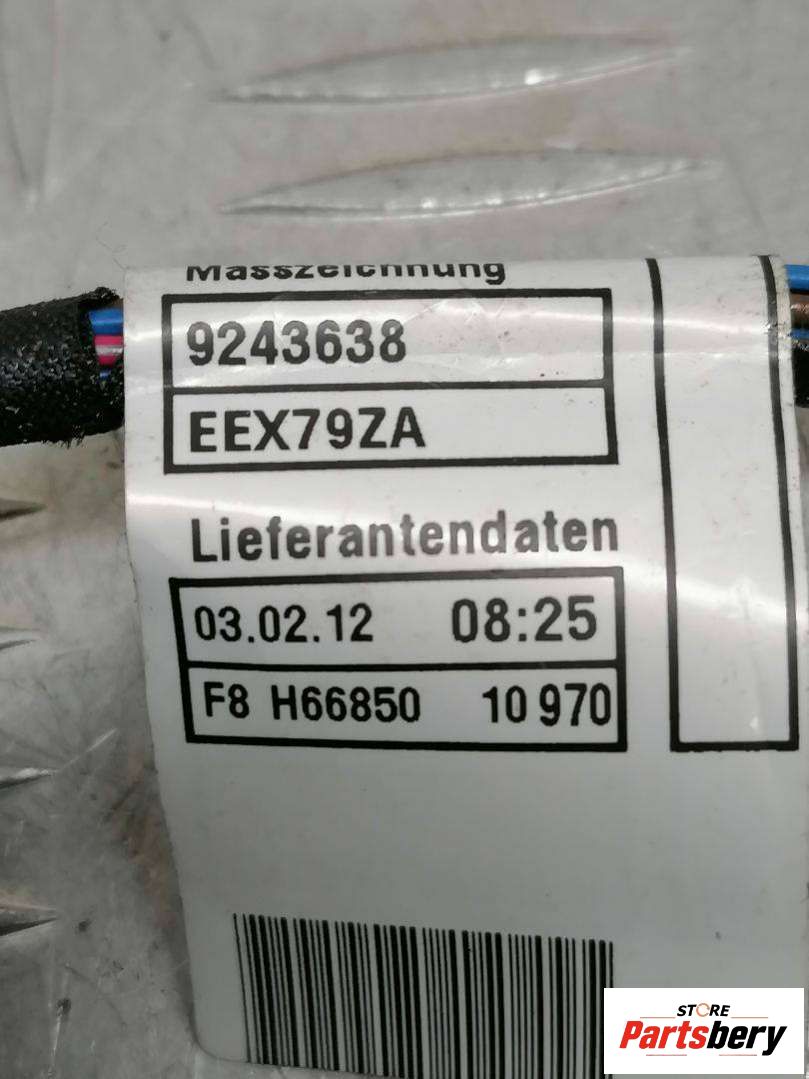 Masszeichnung
9243638
EEX79ZA
Lieferantendaten
03.02.12 08:25
F8 H66850 10 970
STORE
Partsbery